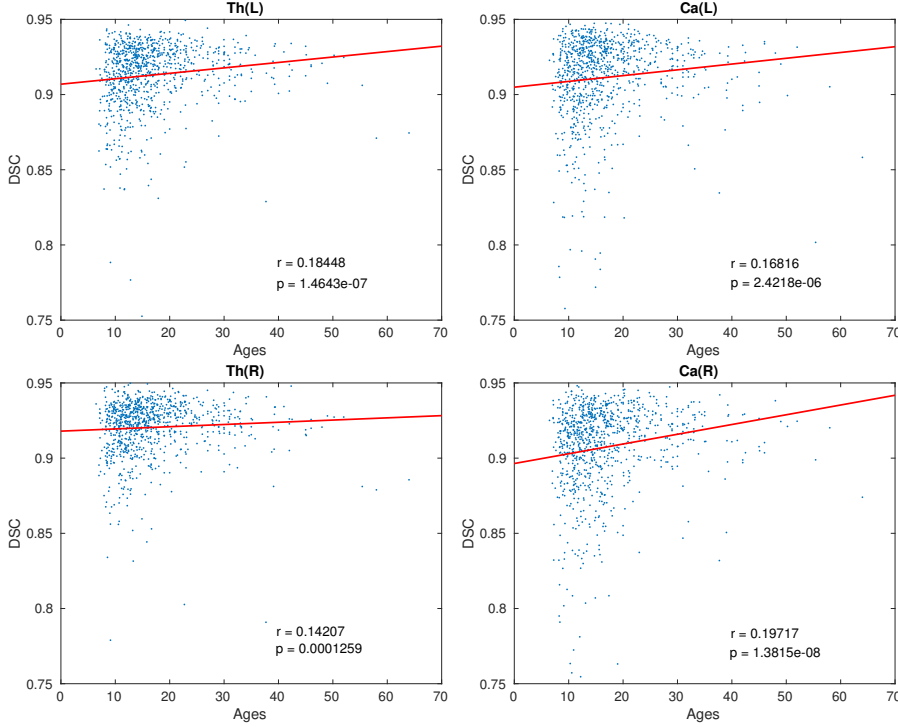 Th(L)
0.95
0.9
0.85
0.8
0.75
DSC
r = 0.18448
p = 1.4643e-07
0 10 20 30 40 50 60 70
Ages
Ca(L)
0.95
0.9
0.85
0.8
0.75
DSC
r = 0.16816
p = 2.4218e-06
0 10 20 30 40 50 60 70
Ages
Th(R)
0.95
0.9
0.85
0.8
0.75
DSC
r = 0.14207
p = 0.0001259
0 10 20 30 40 50 60 70
Ages
Ca(R)
0.95
0.9
0.85
0.8
0.75
DSC
r = 0.19717
p = 1.3815e-08
0 10 20 30 40 50 60 70
Ages